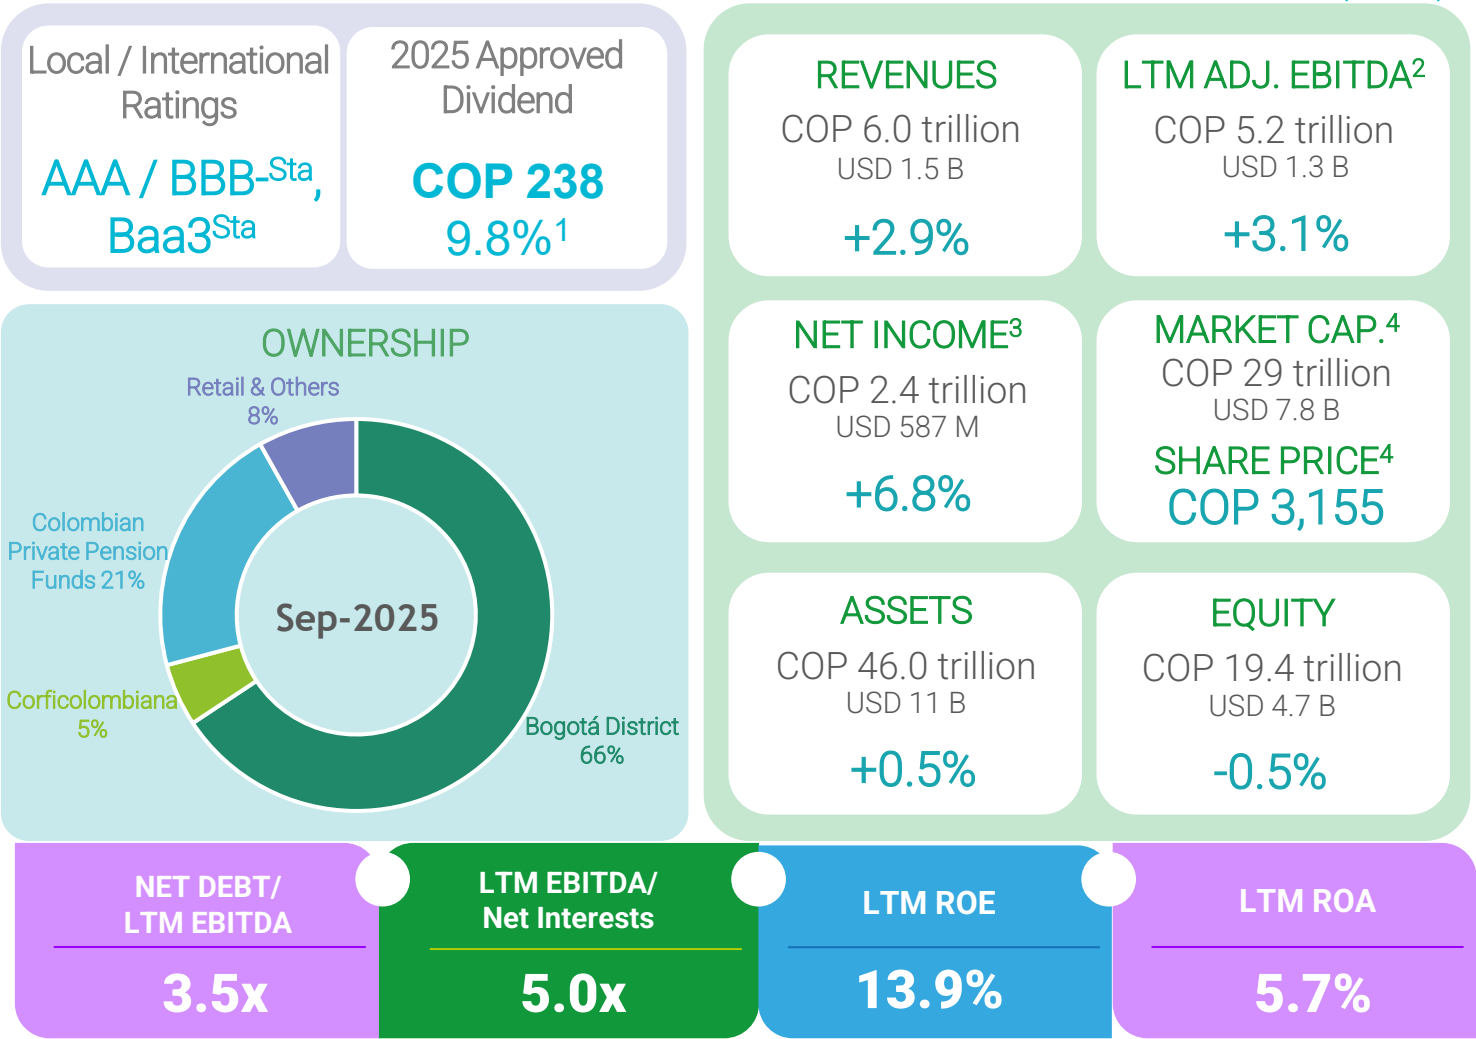 Local / International
Ratings
AAA / BBB-Sta,
Baa3Sta
2025 Approved
Dividend
COP 238
9.8%1
OWNERSHIP
Retail & Others
8%
Colombian
Private Pension
Funds 21%
Sep-2025
Corficolombiana
5%
Bogotá District
66%
REVENUES
COP 6.0 trillion
USD 1.5 B
+2.9%
LTM ADJ. EBITDA2
COP 5.2 trillion
USD 1.3 B
+3.1%
NET INCOME3
COP 2.4 trillion
USD 587 M
+6.8%
MARKET CAP.4
COP 29 trillion
USD 7.8 B
SHARE PRICE4
COP 3,155
ASSETS
COP 46.0 trillion
USD 11 B
+0.5%
EQUITY
COP 19.4 trillion
USD 4.7 B
-0.5%
NET DEBT/
LTM EBITDA
3.5x
LTM EBITDA/
Net Interests
5.0x
LTM ROE
13.9%
LTM ROA
5.7%